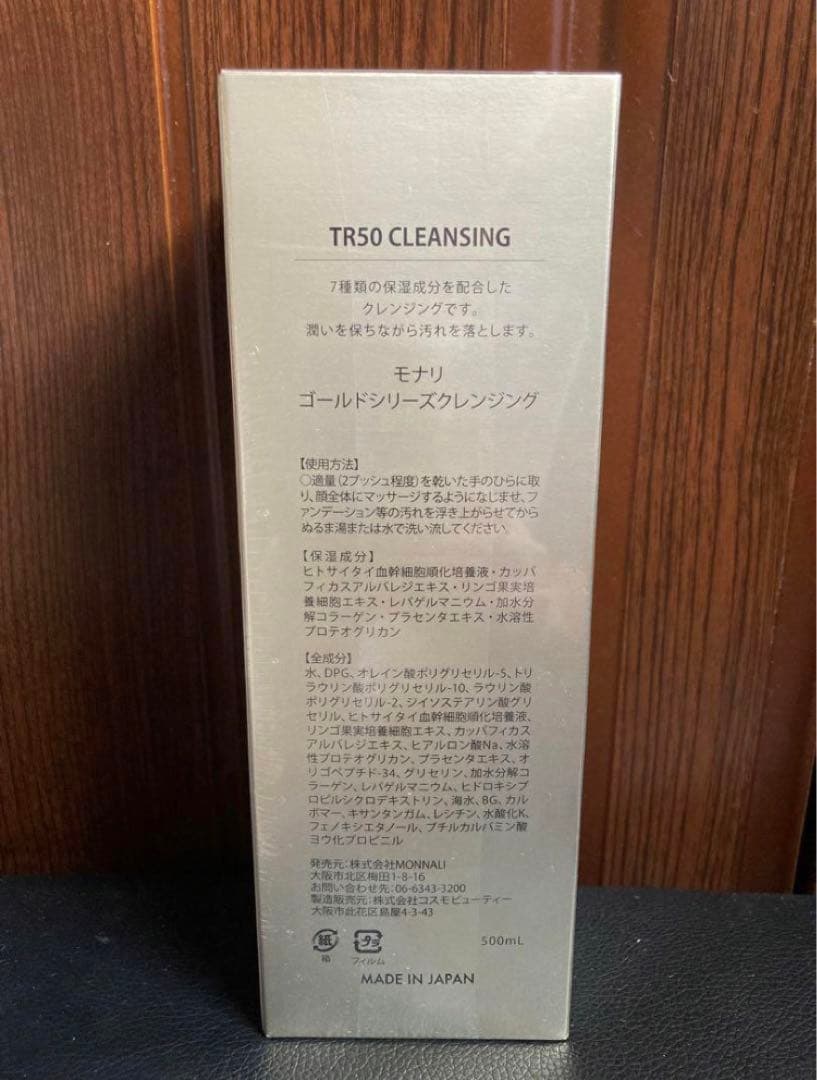 TR50 CLEANSING
7種類の保湿成分を配合した
クレンジングです。
潤いを保ちながら汚れを落とします。
モナリ
ゴールドシリーズクレンジング
【使用方法】
○適量(2プッシュ程度)を乾いた手のひらに取
り、顔全体にマッサージするようになじませ、フ
ァンデーション等の汚れを浮き上がらせてから
ぬるま湯または水で洗い流してください。
【保湿成分】
ヒトサイタイ血幹細胞順化培養液・カッパ
フィカスアルバレジエキス・リンゴ果実培
養細胞エキス・レパゲルマニウム・加水分
解コラーゲン・プラセンタエキス・水溶性
プロテオグリカン
【全成分】
水、DPG、オレイン酸ポリグリセリル-5、トリ
ラウリン酸ポリグリセリル-10、ラウリン酸
ポリグリセリル-2、ジイソステアリン酸グリ
セリル、ヒトサイタイ血幹細胞順化培養液、
リンゴ果実培養細胞エキス、カッパフィカス
アルバレジエキス、ヒアルロン酸Na、水溶
性プロテオグリカン、プラセンタエキス、オ
リゴペプチド-34、グリセリン、加水分解コ
ラーゲン、レパゲルマニウム、ヒドロキシプ
ロピルシクロデキストリン、海水、BG、カル
ボマー、キサンタンガム、レシチン、水酸化K、
フェノキシエタノール、ブチルカルバミン酸
ヨウ化プロピニル
発売元:株式会社MONNALI
大阪市北区梅田1-8-16
お問い合わせ先:06-6343-3200
製造販売元:株式会社コスモビューティー
大阪市此花区島屋4-3-43
紙 プラ 500mL
箱 フィルム
MADE IN JAPAN